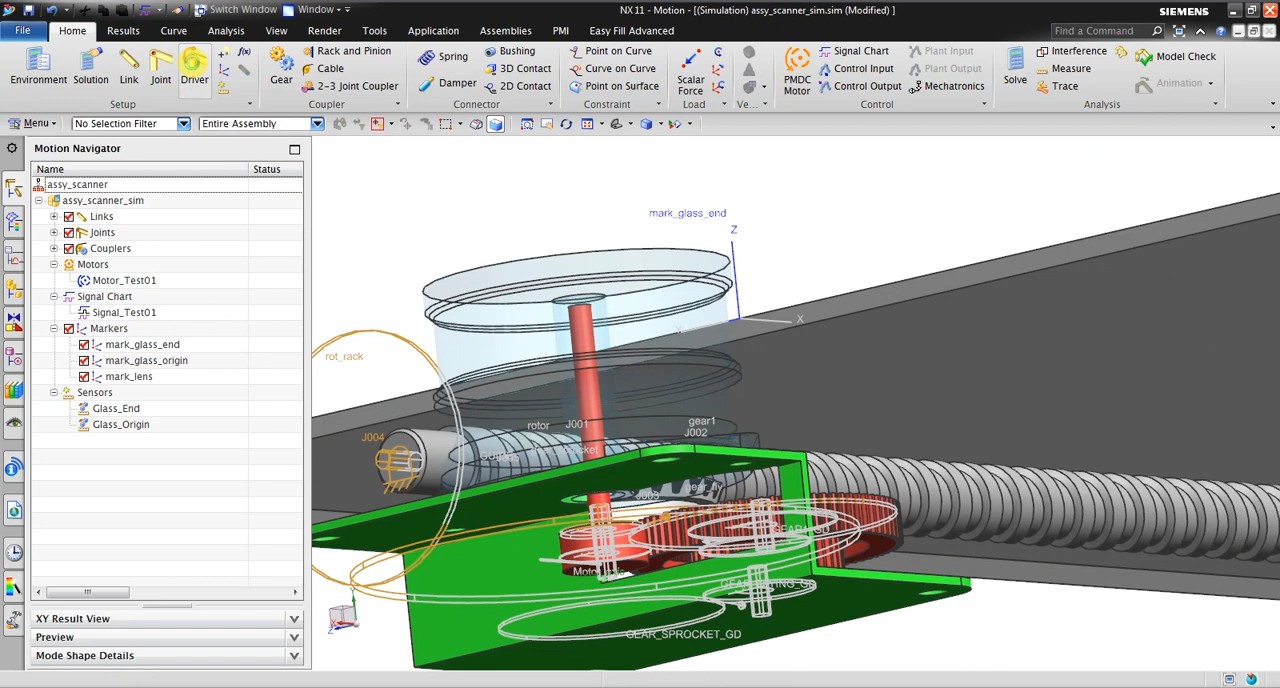 Switch Window Window NX 11 - Motion - [(Simulation) assy_scanner_sim.sim (Modified) ] SIEMENS
File Home Results Curve Analysis View Render Tools Application Assemblies PMI Easy Fill Advanced Find a Command
Environment Solution Link Joint Driver f(x)
Setup
Gear Rack and Pinion
Cable
2-3 Joint Coupler
Coupler
Spring Bushing
3D Contact
Damper 2D Contact
Connector
Point on Curve
Curve on Curve
Point on Surface
Constraint
Scalar Force
Load
Ve...
PMDC Motor Signal Chart Plant Input
Control Input Plant Output
Control Output Mechatronics
Control
Solve Interference Model Check
Measure
Trace Animation
Analysis
Menu No Selection Filter Entire Assembly
Motion Navigator
Name Status
assy_scanner
assy_scanner_sim
Links
Joints
Couplers
Motors
Motor_Test01
Signal Chart
Signal_Test01
Markers
mark_glass_end
mark_glass_origin
mark_lens
Sensors
Glass_End
Glass_Origin
XY Result View
Preview
Mode Shape Details
mark_glass_end
Z
X
rot_rack
J004
rotor J001 gear1
J002
GEAR_SPROCKET_GD